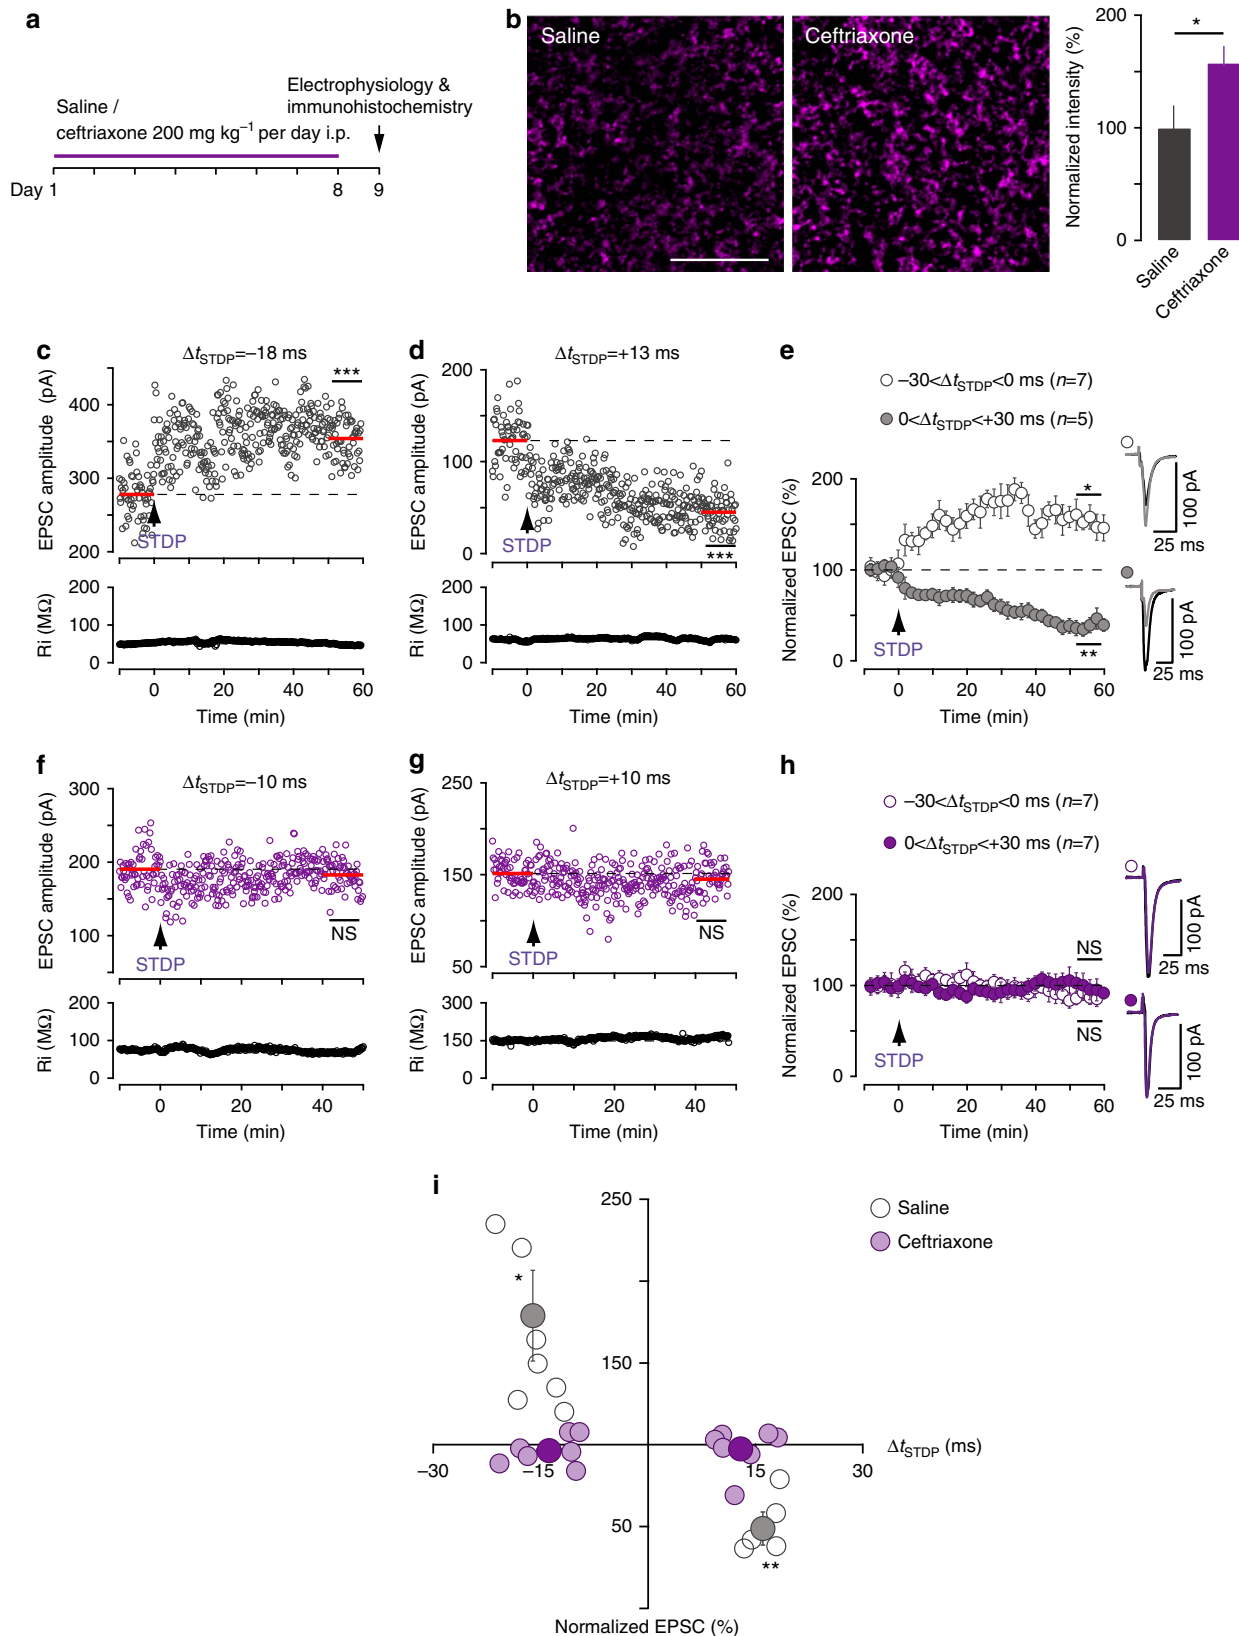 a
Saline /
ceftriaxone 200 mg kg⁻¹ per day i.p.
Electrophysiology &
immunohistochemistry
Day 1
8
9
b
Saline
Ceftriaxone
Normalized intensity (%)
200
100
0
*
Saline
Ceftriaxone
c
Δt_STDP=–18 ms
***
EPSC amplitude (pA)
400
300
200
STDP
Ri (MΩ)
200
100
0
0
20
40
60
Time (min)
d
Δt_STDP=+13 ms
EPSC amplitude (pA)
200
100
0
STDP
***
Ri (MΩ)
200
100
0
0
20
40
60
Time (min)
e
–30<Δt_STDP<0 ms (n=7)
0<Δt_STDP<+30 ms (n=5)
Normalized EPSC (%)
200
100
0
*
STDP
**
0
20
40
60
Time (min)
100 pA
25 ms
100 pA
25 ms
f
Δt_STDP=–10 ms
EPSC amplitude (pA)
300
200
100
NS
STDP
Ri (MΩ)
200
100
0
0
20
40
Time (min)
g
Δt_STDP=+10 ms
EPSC amplitude (pA)
250
150
50
NS
STDP
Ri (MΩ)
300
150
0
0
20
40
Time (min)
h
–30<Δt_STDP<0 ms (n=7)
0<Δt_STDP<+30 ms (n=7)
Normalized EPSC (%)
200
100
0
NS
NS
STDP
0
20
40
60
Time (min)
100 pA
25 ms
100 pA
25 ms
i
250
150
50
Saline
Ceftriaxone
*
Δt_STDP (ms)
–30
–15
15
30
**
Normalized EPSC (%)